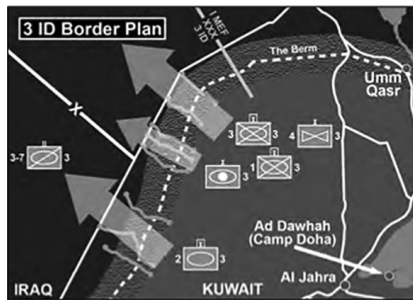 3 ID Border Plan
I MEF
XXX
3 ID
The Berm
Umm
Qasr
X
II
3-7 3
I
3 3
X
4 3
I
3
I
1 3
I
2 3
Ad Dawhah
(Camp Doha)
IRAQ
KUWAIT
Al Jahra